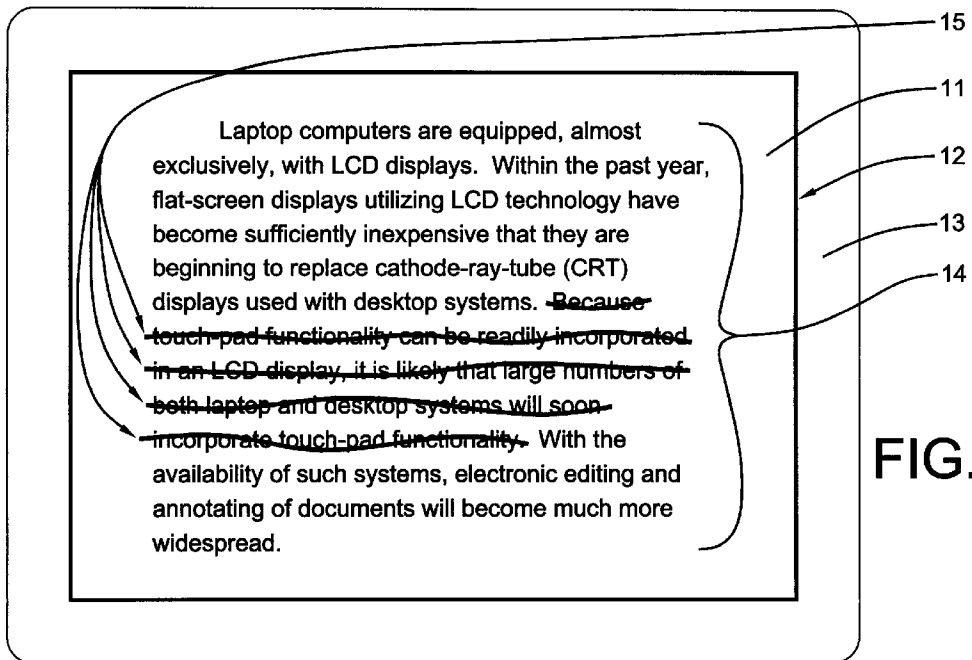 15
11
Laptop computers are equipped, almost
12
exclusively, with LCD displays. Within the past year,
flat-screen displays utilizing LCD technology have
13
become sufficiently inexpensive that they are
beginning to replace cathode-ray-tube (CRT)
14
displays used with desktop systems. Because
touch-pad functionality can be readily incorporated
in an LCD display, it is likely that large numbers of
both laptop and desktop systems will soon
incorporate touch-pad functionality. With the
availability of such systems, electronic editing and
annotating of documents will become much more
widespread.
FIG.